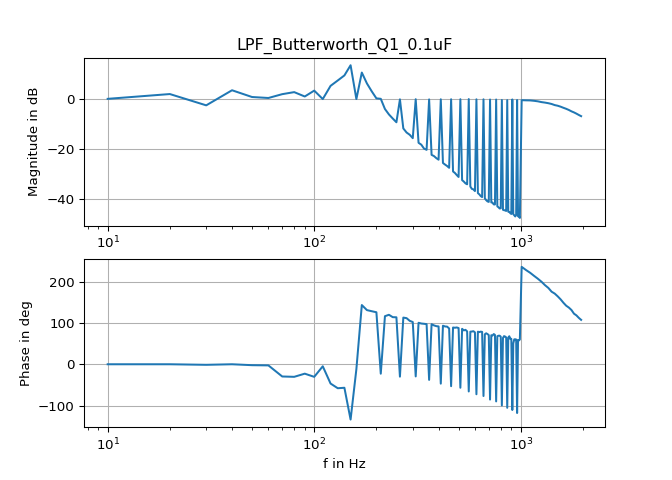 LPF_Butterworth_Q1_0.1uF
Magnitude in dB
0
−20
−40
10¹ 10² 10³
Phase in deg
200
100
0
−100
10¹ 10² 10³
f in Hz